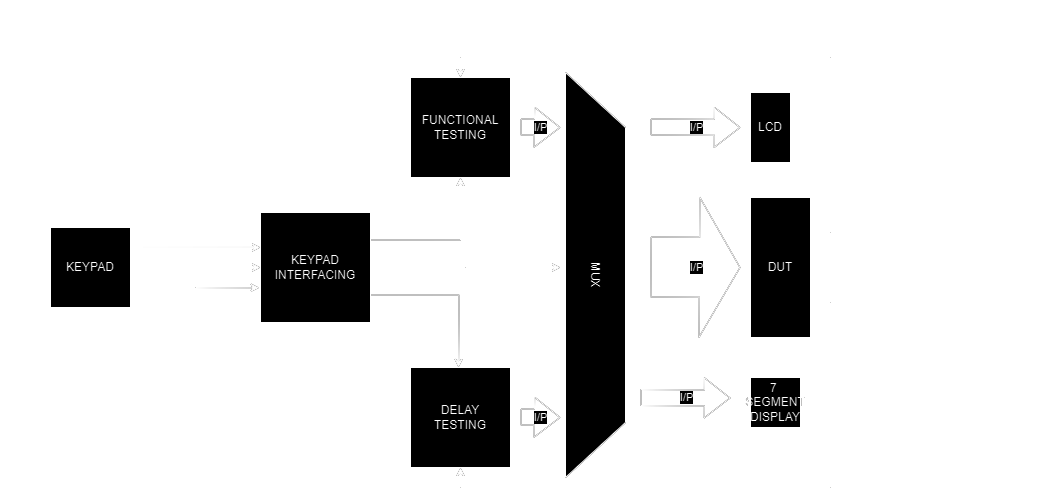 FUNCTIONAL
TESTING
I/P
I/P
LCD
KEYPAD
KEYPAD
INTERFACING
MUX
I/P
DUT
DELAY
TESTING
I/P
I/P
7
SEGMENT
DISPLAY